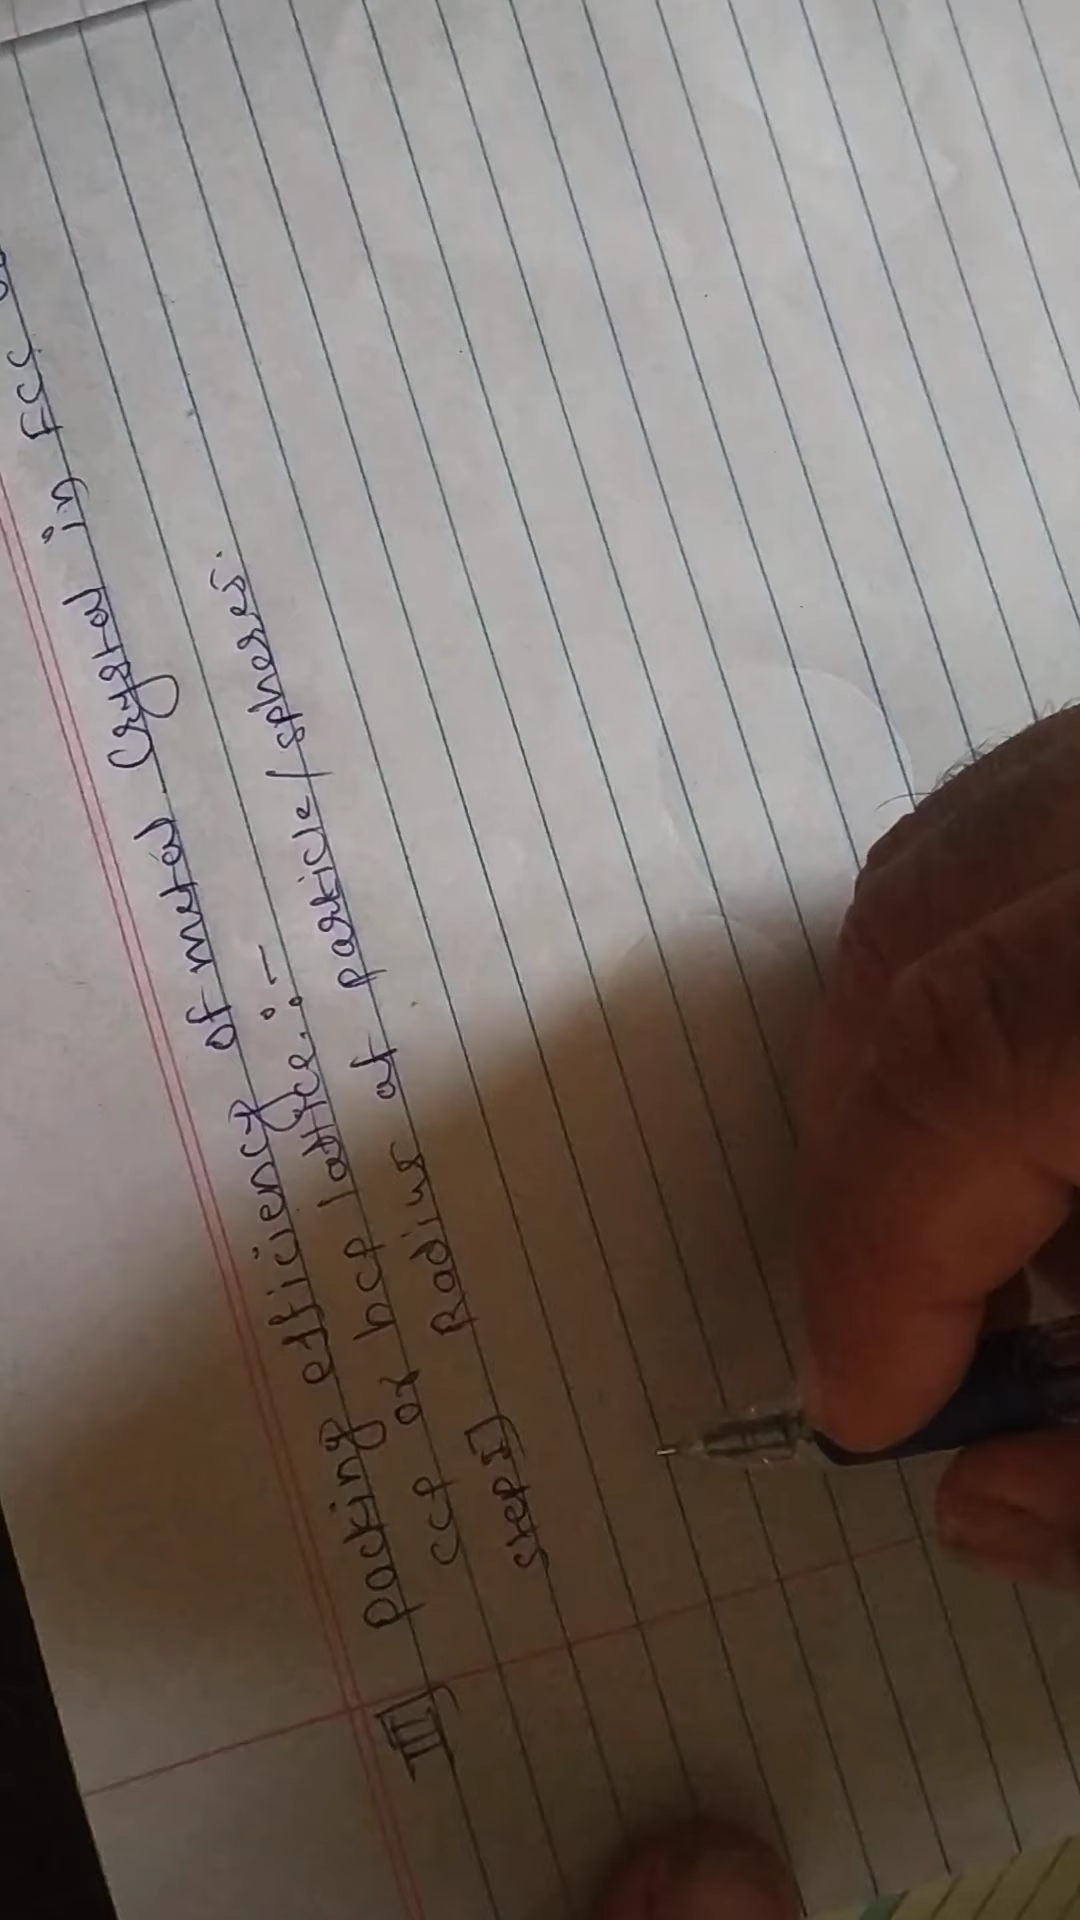 III] Packing efficiency of metal Crystal in FCC
ccp or hcp lattice :-
step I] Radius of particle / spheres.